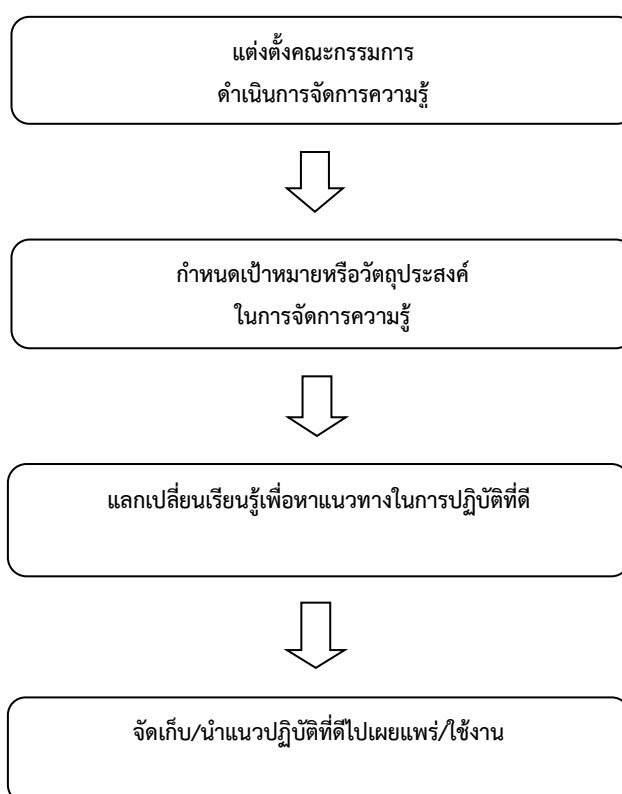 แต่งตั้งคณะกรรมการ
ดำเนินการจัดการความรู้
กำหนดเป้าหมายหรือวัตถุประสงค์
ในการจัดการความรู้
แลกเปลี่ยนเรียนรู้เพื่อหาแนวทางในการปฏิบัติที่ดี
จัดเก็บ/นำแนวปฏิบัติที่ดีไปเผยแพร่/ใช้งาน